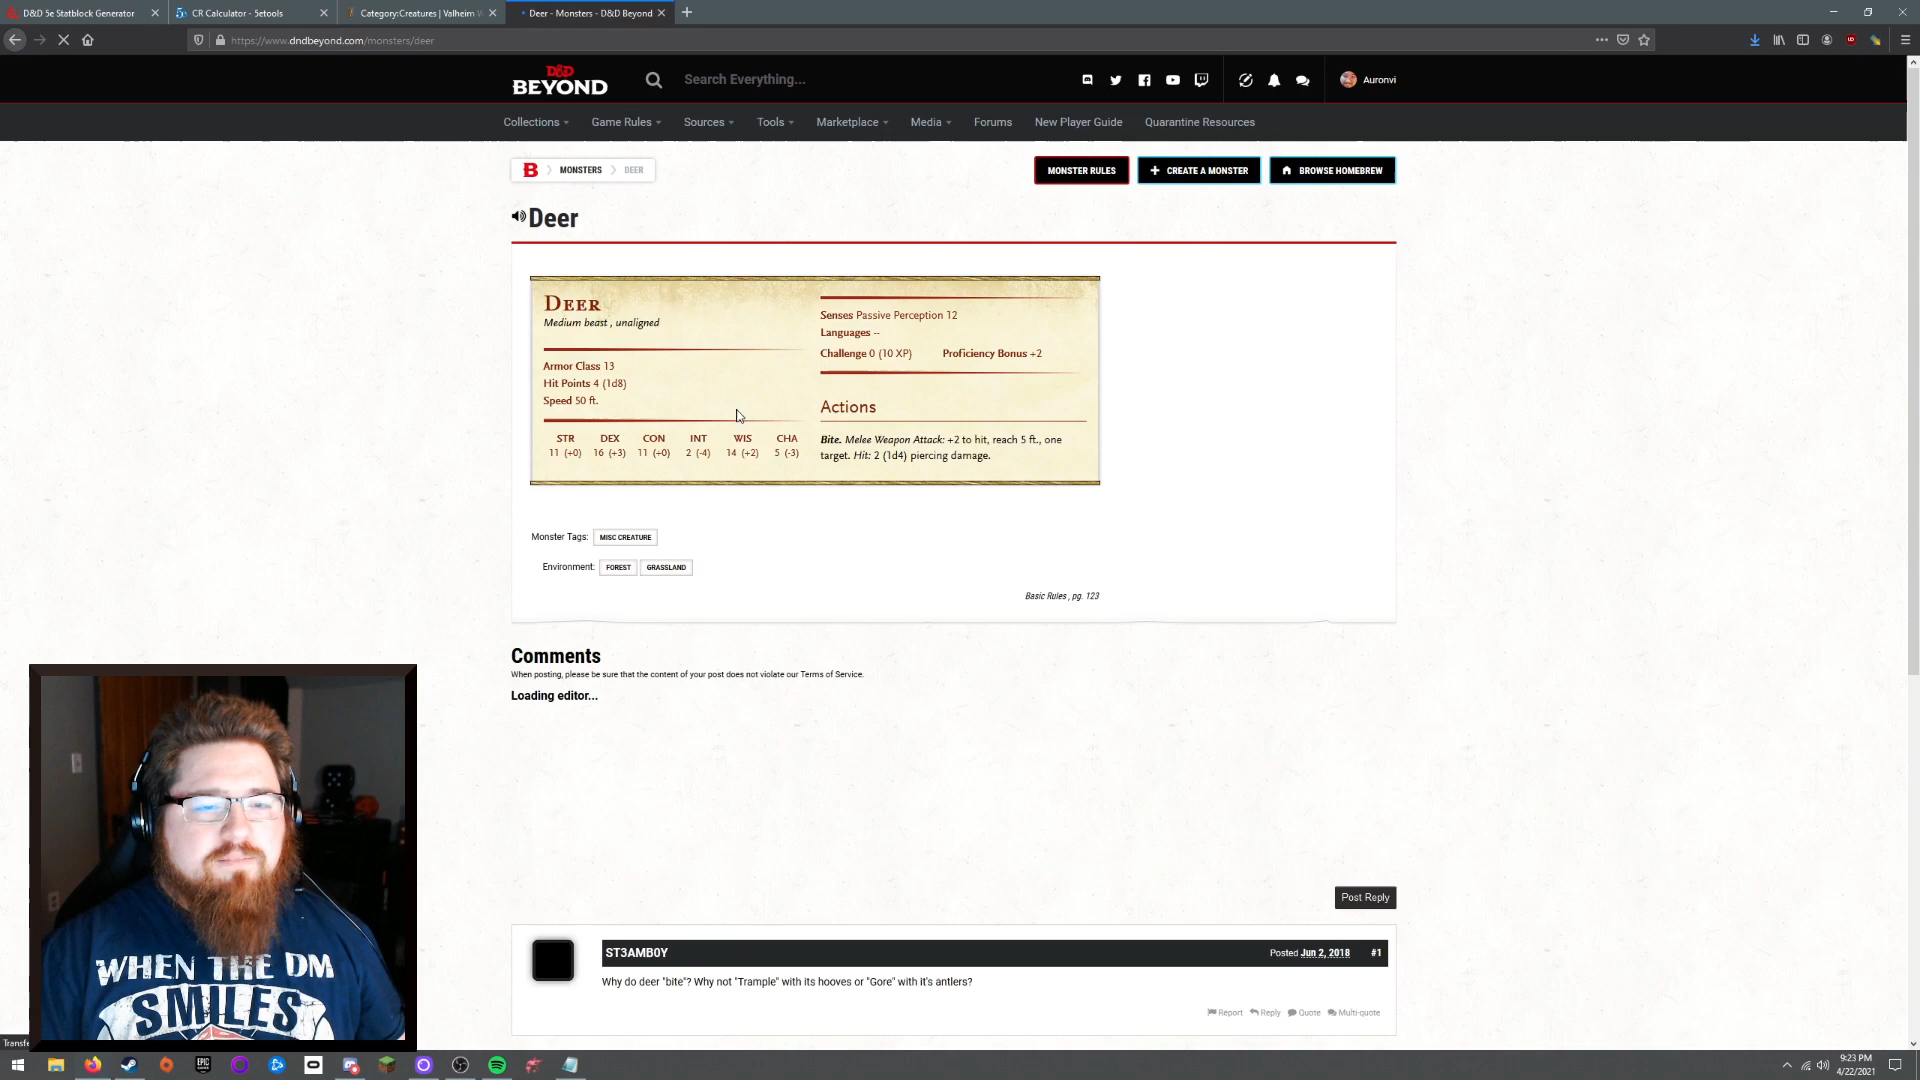 D&D 5e Statblock Generator
CR Calculator - 5etools
Category:Creatures | Valheim
Deer - Monsters - D&D Beyond
https://www.dndbeyond.com/monsters/deer
D&D
BEYOND
Search Everything...
Auronvi
Collections
Game Rules
Sources
Tools
Marketplace
Media
Forums
New Player Guide
Quarantine Resources
B
MONSTERS
DEER
MONSTER RULES
CREATE A MONSTER
BROWSE HOMEBREW
Deer
DEER
Medium beast , unaligned
Armor Class 13
Hit Points 4 (1d8)
Speed 50 ft.
STR DEX CON INT WIS CHA
11 (+0) 16 (+3) 11 (+0) 2 (-4) 14 (+2) 5 (-3)
Senses Passive Perception 12
Languages --
Challenge 0 (10 XP) Proficiency Bonus +2
Actions
Bite. Melee Weapon Attack: +2 to hit, reach 5 ft., one
target. Hit: 2 (1d4) piercing damage.
Monster Tags: MISC CREATURE
Environment: FOREST GRASSLAND
Basic Rules , pg. 123
Comments
When posting, please be sure that the content of your post does not violate our Terms of Service.
Loading editor...
Post Reply
ST3AMB0Y
Posted Jun 2, 2018 #1
Why do deer "bite"? Why not "Trample" with its hooves or "Gore" with it's antlers?
Report Reply Quote Multi-quote
WHEN THE DM
SMILES
EPIC
GAMES
9:23 PM
4/22/2021